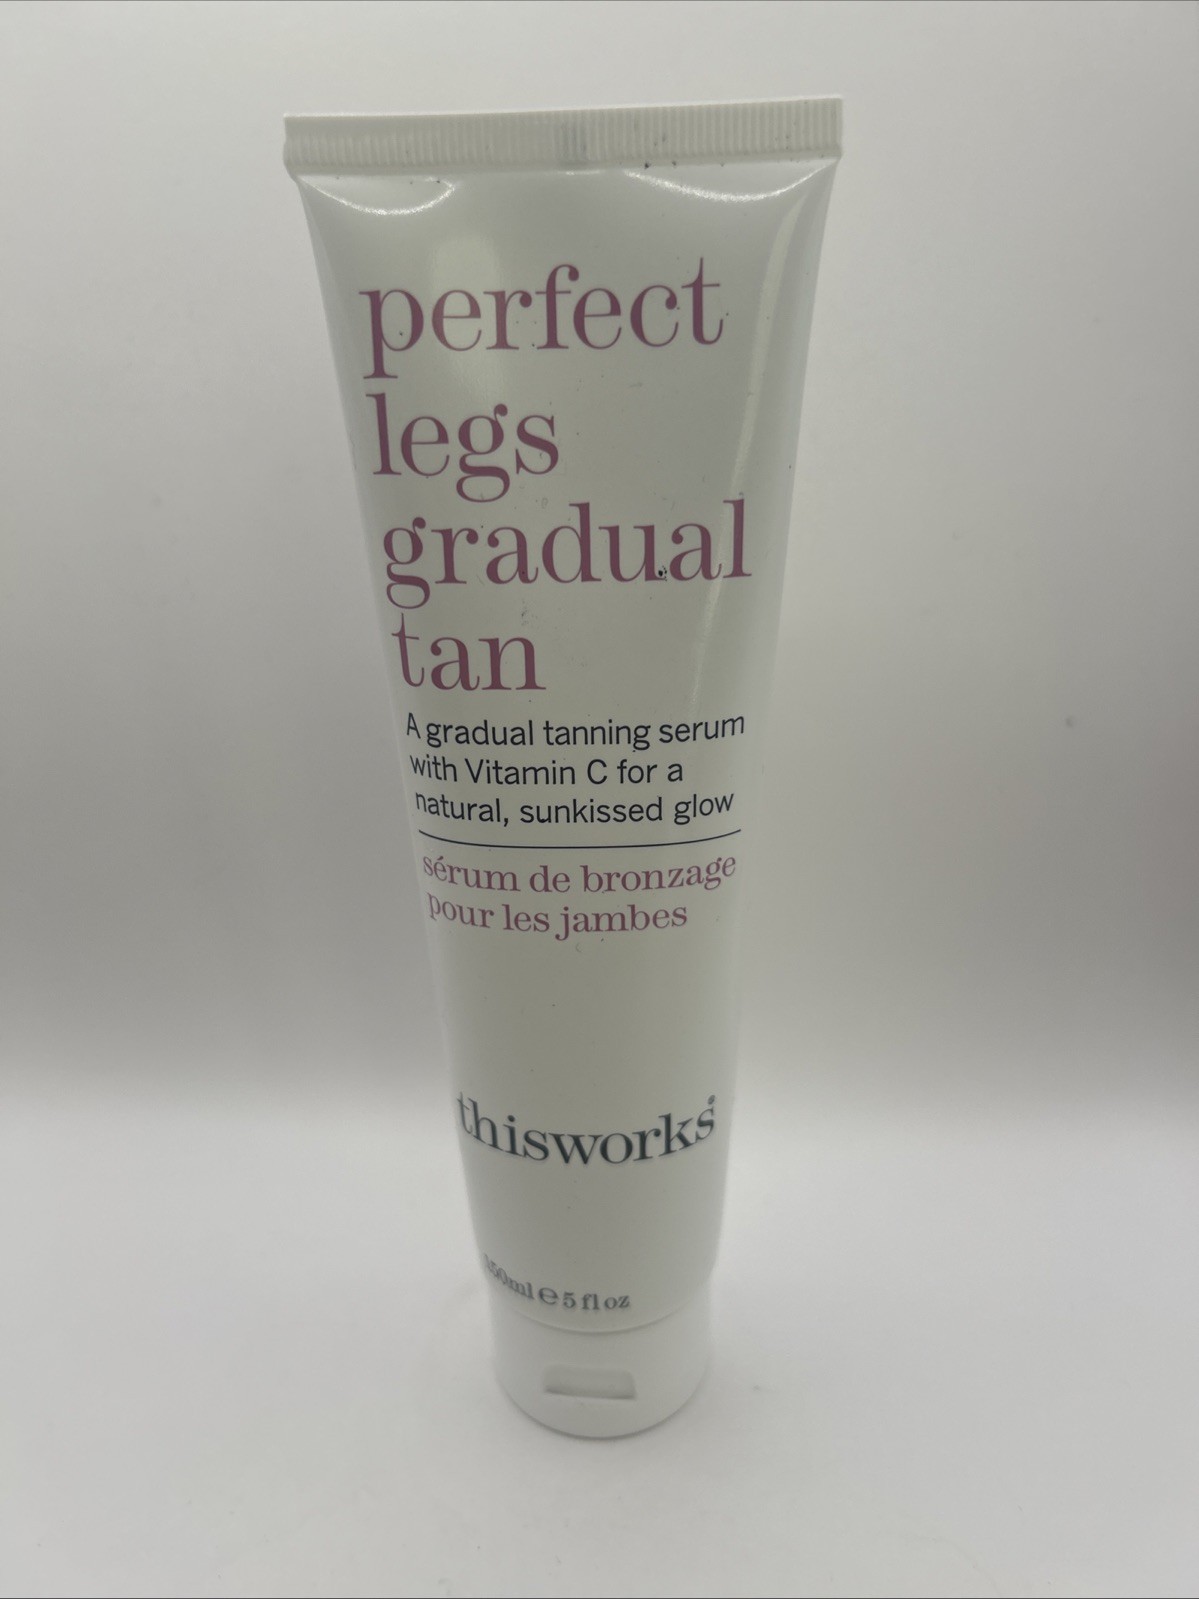 perfect
legs
gradual
tan
A gradual tanning serum
with Vitamin C for a
natural, sunkissed glow
sérum de bronzage
pour les jambes
thisworks®
150ml ℮ 5 fl oz